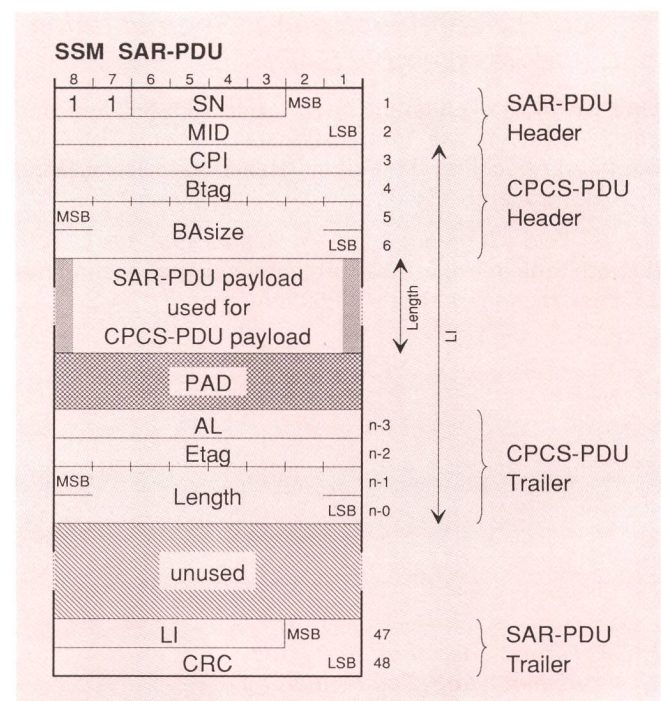 SSM SAR-PDU
8 7 6 5 4 3 2 1
1 1 SN MSB 1 SAR-PDU
MID LSB 2 Header
CPI 3
Btag 4 CPCS-PDU
MSB 5 Header
BAsize
LSB 6
SAR-PDU payload
used for
CPCS-PDU payload
Length
LI
PAD
AL n-3
Etag n-2 CPCS-PDU
MSB n-1 Trailer
Length
LSB n-0
unused
LI MSB 47 SAR-PDU
CRC LSB 48 Trailer